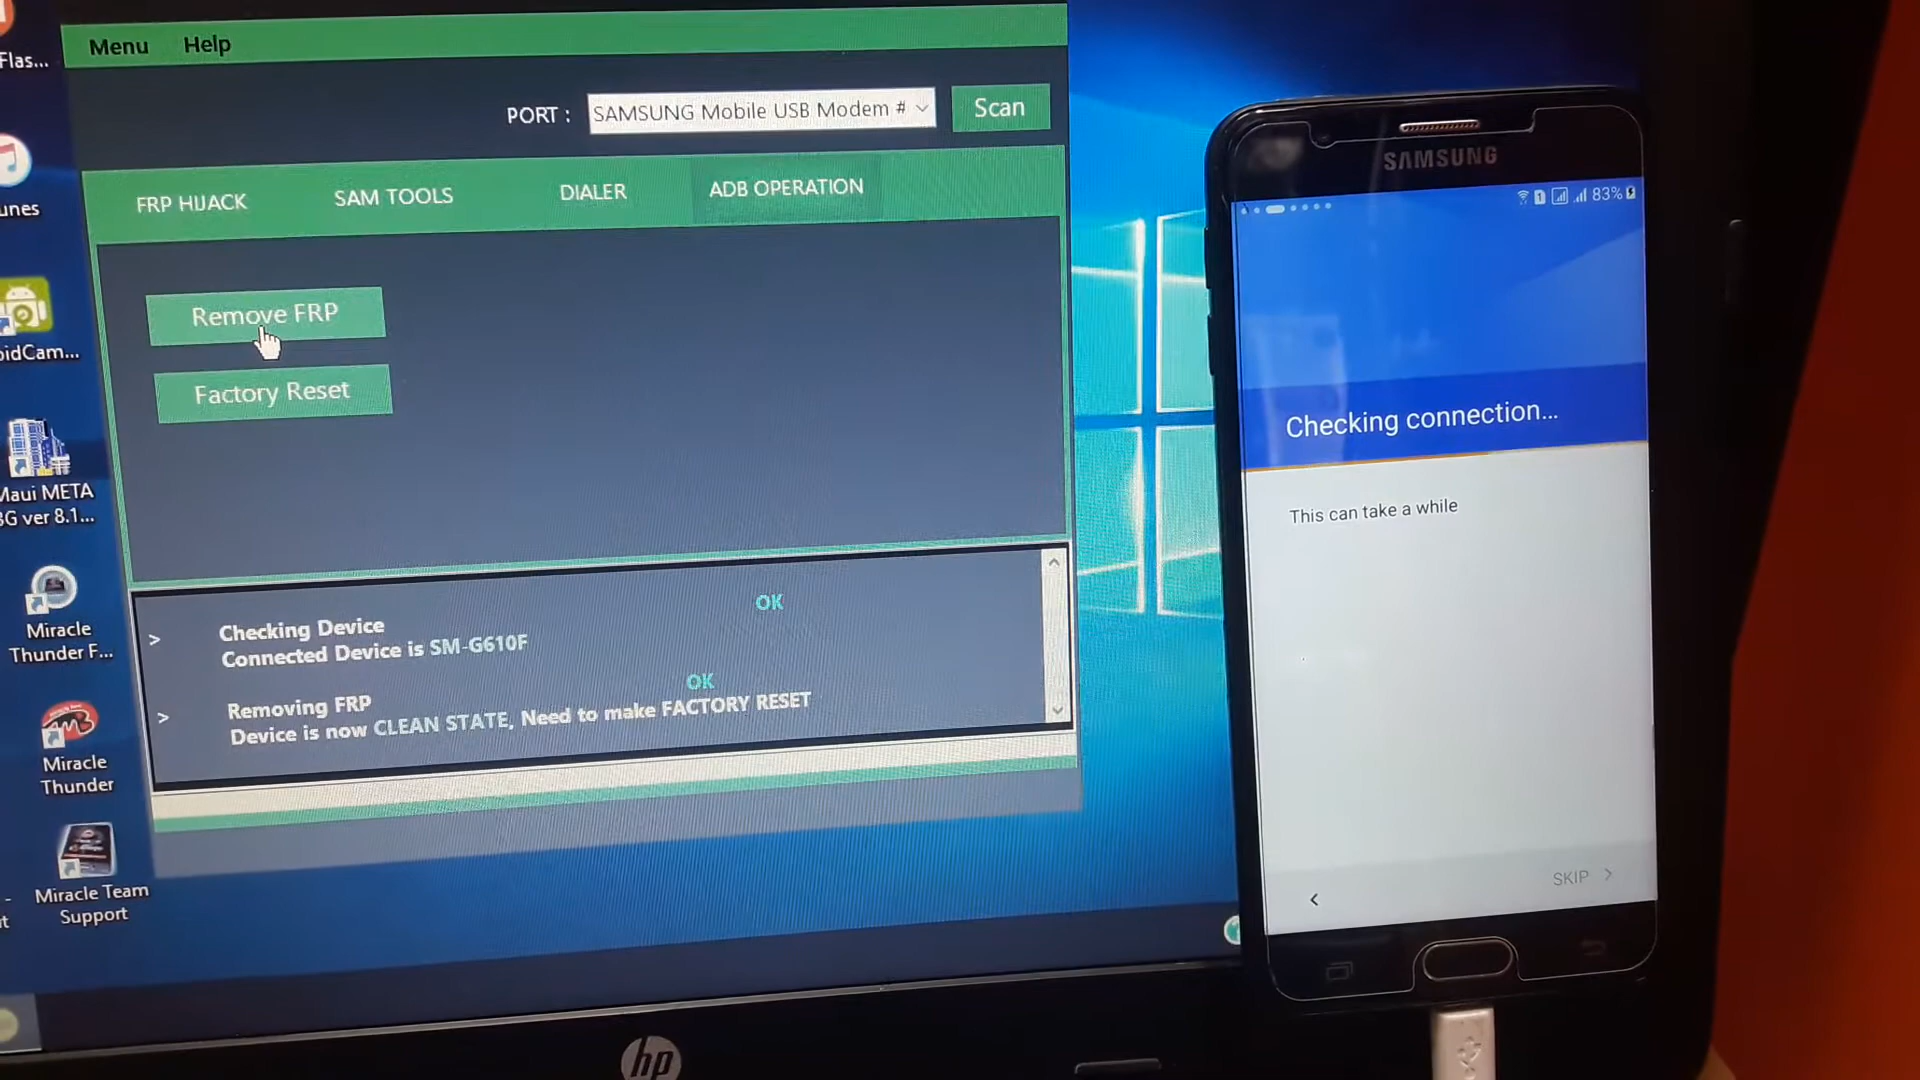 Menu Help
PORT : SAMSUNG Mobile USB Modem # Scan
FRP HIJACK SAM TOOLS DIALER ADB OPERATION
Remove FRP
Factory Reset
OK
> Checking Device
Connected Device is SM-G610F
OK
> Removing FRP
Device is now CLEAN STATE, Need to make FACTORY RESET
Flas...
unes
oidCam...
Maui META
3G ver 8.1...
Miracle
Thunder F...
Miracle
Thunder
Miracle Team
Support
hp
SAMSUNG
83%
Checking connection...
This can take a while
SKIP >
<